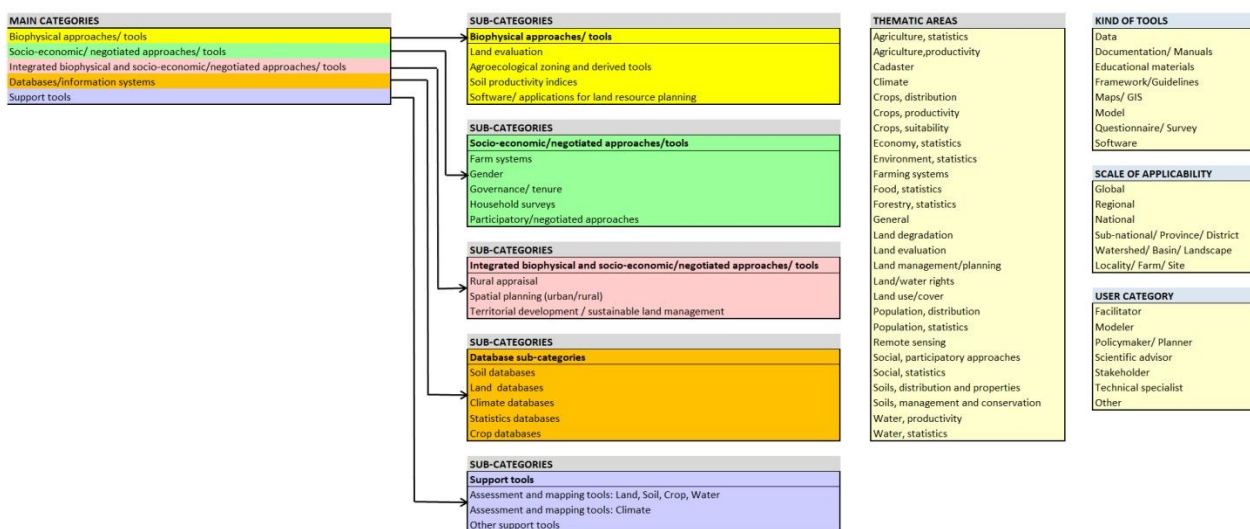 MAIN CATEGORIES
Biophysical approaches/ tools
Socio-economic/ negotiated approaches/ tools
Integrated biophysical and socio-economic/negotiated approaches/ tools
Databases/information systems
Support tools
SUB-CATEGORIES
Biophysical approaches/ tools
Land evaluation
Agroecological zoning and derived tools
Soil productivity indices
Software/ applications for land resource planning
SUB-CATEGORIES
Socio-economic/negotiated approaches/tools
Farm systems
Gender
Governance/ tenure
Household surveys
Participatory/negotiated approaches
SUB-CATEGORIES
Integrated biophysical and socio-economic/negotiated approaches/ tools
Rural appraisal
Spatial planning (urban/rural)
Territorial development / sustainable land management
SUB-CATEGORIES
Database sub-categories
Soil databases
Land databases
Climate databases
Statistics databases
Crop databases
SUB-CATEGORIES
Support tools
Assessment and mapping tools: Land, Soil, Crop, Water
Assessment and mapping tools: Climate
Other support tools
THEMATIC AREAS
Agriculture, statistics
Agriculture,productivity
Cadaster
Climate
Crops, distribution
Crops, productivity
Crops, suitability
Economy, statistics
Environment, statistics
Farming systems
Food, statistics
Forestry, statistics
General
Land degradation
Land evaluation
Land management/planning
Land/water rights
Land use/cover
Population, distribution
Population, statistics
Remote sensing
Social, participatory approaches
Social, statistics
Soils, distribution and properties
Soils, management and conservation
Water, productivity
Water, statistics
KIND OF TOOLS
Data
Documentation/ Manuals
Educational materials
Framework/Guidelines
Maps/ GIS
Model
Questionnaire/ Survey
Software
SCALE OF APPLICABILITY
Global
Regional
National
Sub-national/ Province/ District
Watershed/ Basin/ Landscape
Locality/ Farm/ Site
USER CATEGORY
Facilitator
Modeler
Policymaker/ Planner
Scientific advisor
Stakeholder
Technical specialist
Other